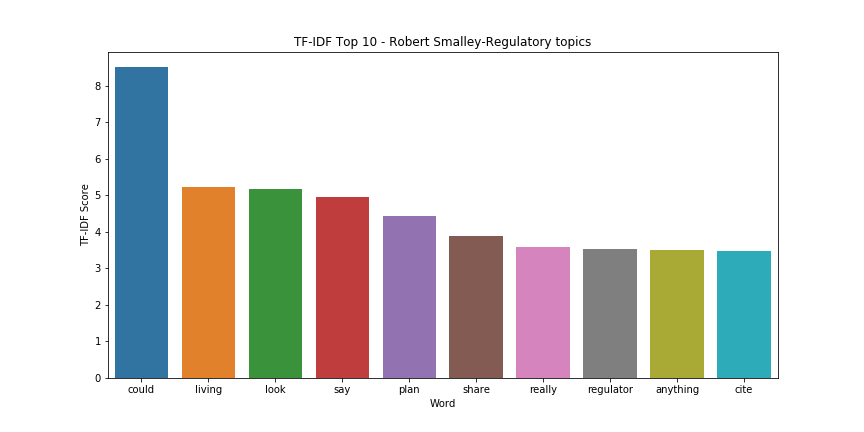 TF-IDF Top 10 - Robert Smalley-Regulatory topics
TF-IDF Score
8
7
6
5
4
3
2
1
0
could living look say plan share really regulator anything cite
Word